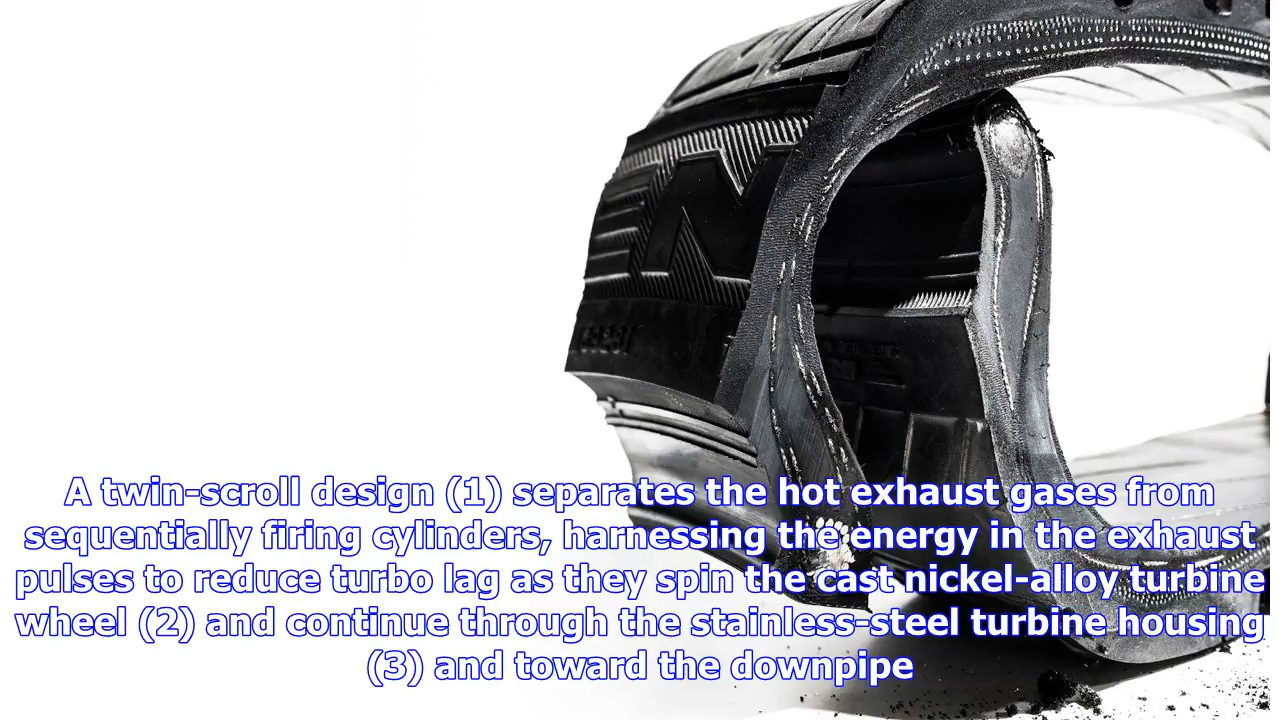 A twin-scroll design (1) separates the hot exhaust gases from
sequentially firing cylinders, harnessing the energy in the exhaust
pulses to reduce turbo lag as they spin the cast nickel-alloy turbine
wheel (2) and continue through the stainless-steel turbine housing
(3) and toward the downpipe